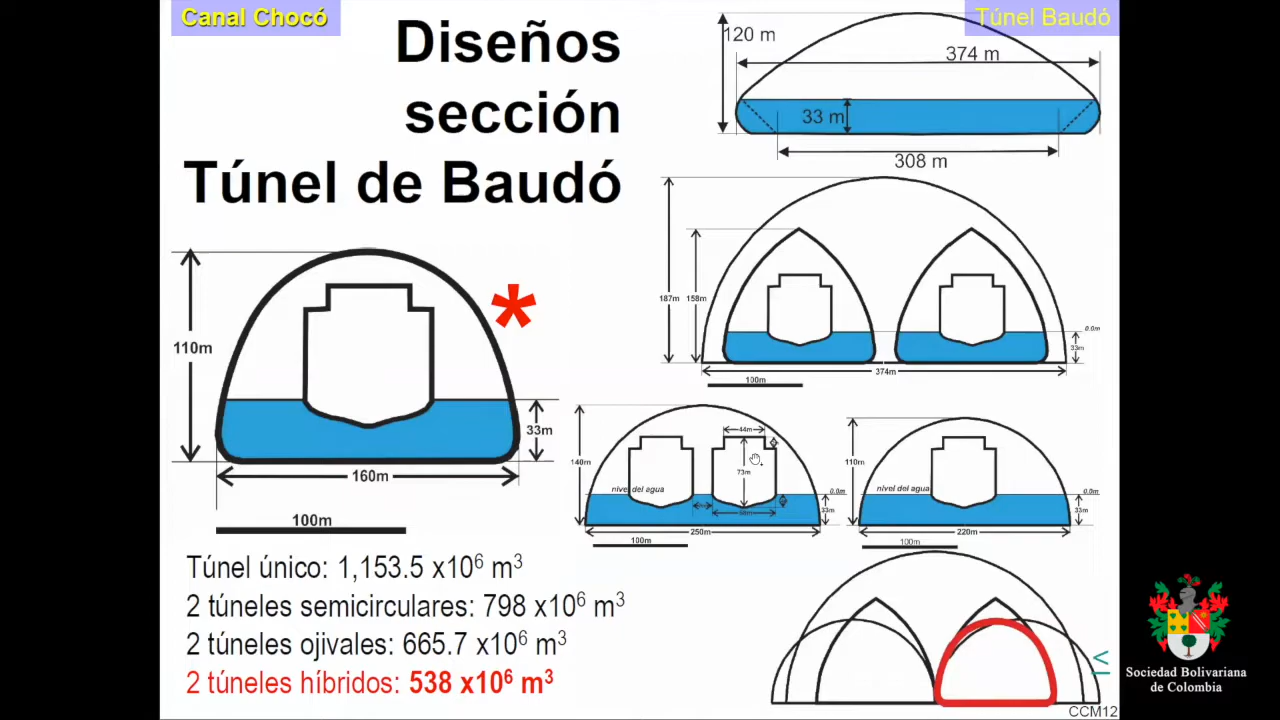 Canal Chocó
Túnel Baudó
Diseños
sección
Túnel de Baudó
120 m
374 m
33 m
308 m
110m
33m
160m
100m
187m
158m
0.0m
33m
374m
100m
140m
44m
73m
nivel del agua
0.0m
33m
250m
100m
110m
nivel del agua
0.0m
33m
220m
100m
Túnel único: 1,153.5 x10⁶ m³
2 túneles semicirculares: 798 x10⁶ m³
2 túneles ojivales: 665.7 x10⁶ m³
2 túneles híbridos: 538 x10⁶ m³
CCM12
Sociedad Bolivariana
de Colombia